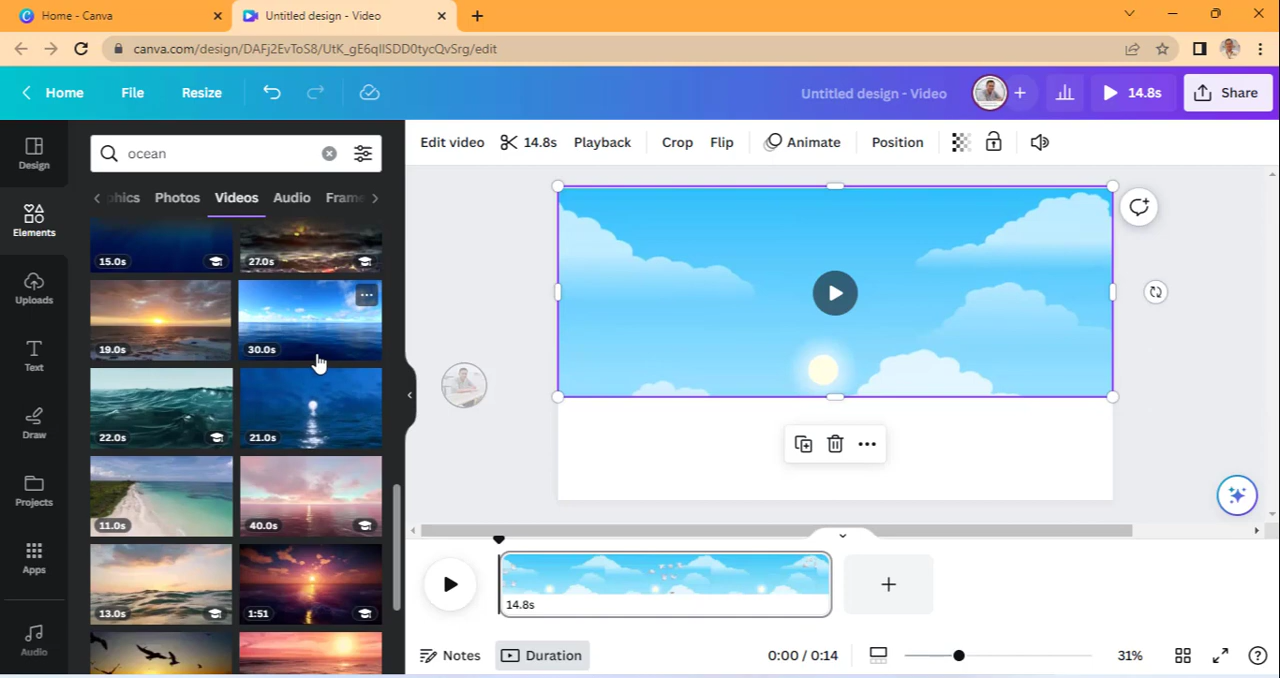 Home - Canva
Untitled design - Video
canva.com/design/DAFj2EvToS8/UtK_gE6qIlSDD0tycQvSrg/edit
Home File Resize Untitled design - Video 14.8s Share
Design
Elements
Uploads
Text
Draw
Projects
Apps
Audio
ocean
hics Photos Videos Audio Frame
15.0s 27.0s
19.0s 30.0s
22.0s 21.0s
11.0s 40.0s
13.0s 1:51
Edit video 14.8s Playback Crop Flip Animate Position
14.8s
Notes Duration 0:00 / 0:14 31%